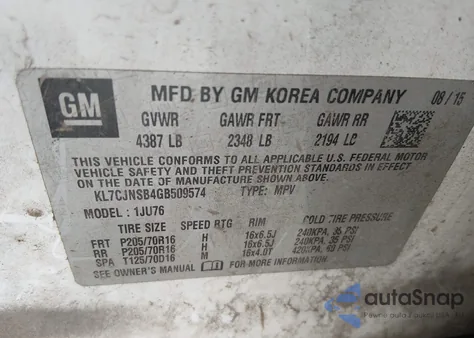 GM
MFD. BY GM KOREA COMPANY 08/15
GVWR GAWR FRT GAWR RR
4387 LB 2348 LB 2194 LB
THIS VEHICLE CONFORMS TO ALL APPLICABLE U.S. FEDERAL MOTOR
VEHICLE SAFETY AND THEFT PREVENTION STANDARDS IN EFFECT
ON THE DATE OF MANUFACTURE SHOWN ABOVE.
KL7CJNSB4GB509574 TYPE: MPV
MODEL: 1JU76
TIRE SIZE SPEED RTG RIM COLD TIRE PRESSURE
FRT P205/70R16 H 16x6.5J 240KPA, 35 PSI
RR P205/70R16 H 16x6.5J 240KPA, 35 PSI
SPA T125/70D16 M 16x4.0T 420KPA,
SEE OWNER'S MANUAL FOR MORE INFORMATION.
autoSnap
Pewne auta i pojazdy z USA